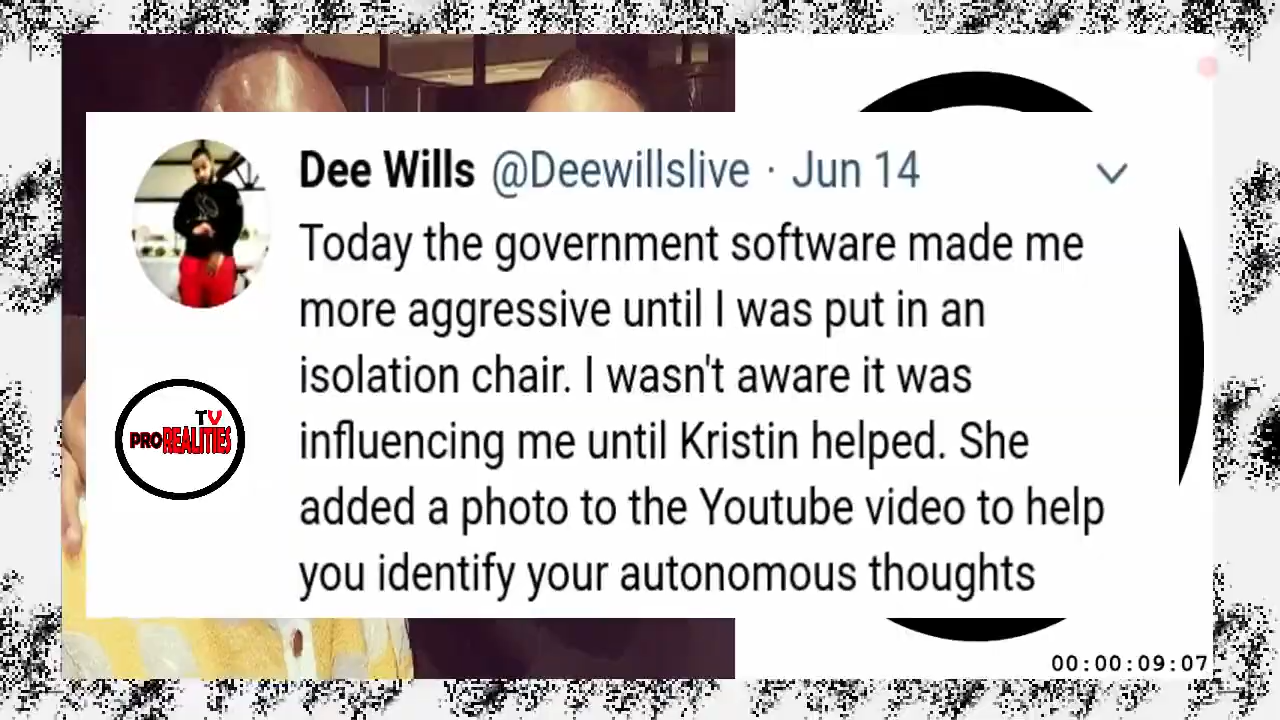 Dee Wills @Deewillslive · Jun 14
Today the government software made me
more aggressive until I was put in an
isolation chair. I wasn't aware it was
influencing me until Kristin helped. She
added a photo to the Youtube video to help
you identify your autonomous thoughts
TV
PROREALITIES
00:00:09:07